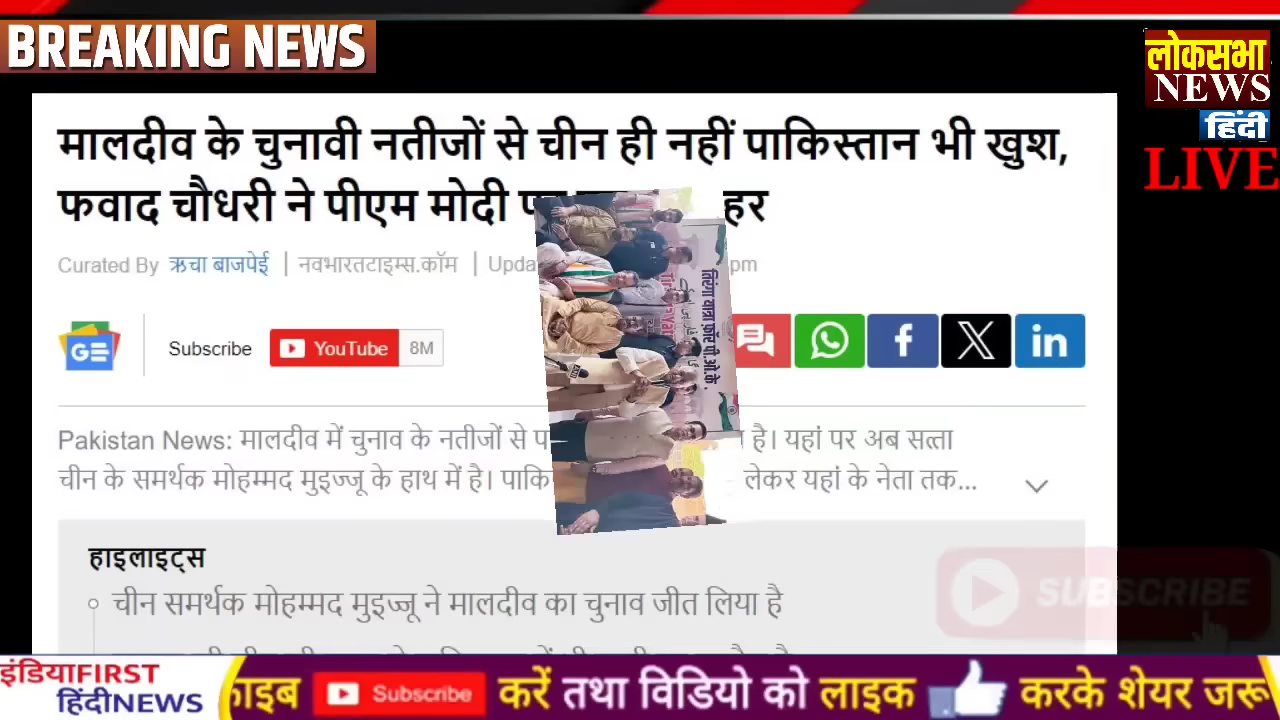 BREAKING NEWS
लोकसभा
NEWS
हिंदी
LIVE
मालदीव के चुनावी नतीजों से चीन ही नहीं पाकिस्तान भी खुश,
फवाद चौधरी ने पीएम मोदी हर
Curated By ऋचा बाजपेई | नवभारतटाइम्स.कॉम | pm
Subscribe YouTube 8M
तिरंगा यात्रा फ़ॉर पी.ओ.के.
Pakistan News: मालदीव में चुनाव के नतीजों से है। यहां पर अब सत्ता
चीन के समर्थक मोहम्मद मुइज्जू के हाथ में है। लेकर यहां के नेता तक...
हाइलाइट्स
चीन समर्थक मोहम्मद मुइज्जू ने मालदीव का चुनाव जीत लिया है
SUBSCRIBE
इंडियाFIRST
हिंदीNEWS
Subscribe करें तथा विडियो को लाइक करके शेयर